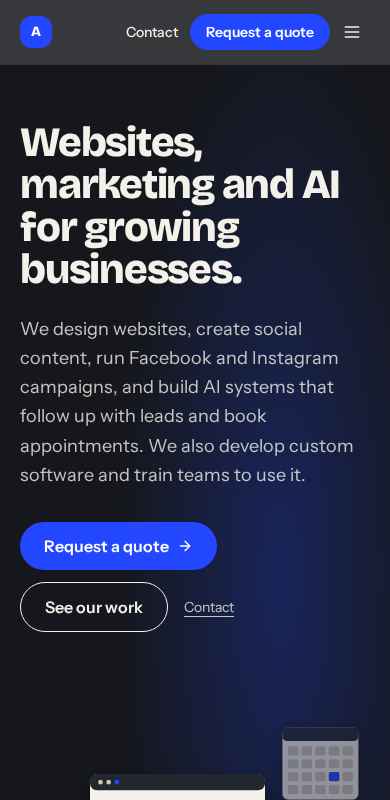 A
Contact
Request a quote
Websites,
marketing and AI
for growing
businesses.
We design websites, create social
content, run Facebook and Instagram
campaigns, and build AI systems that
follow up with leads and book
appointments. We also develop custom
software and train teams to use it.
Request a quote →
See our work
Contact